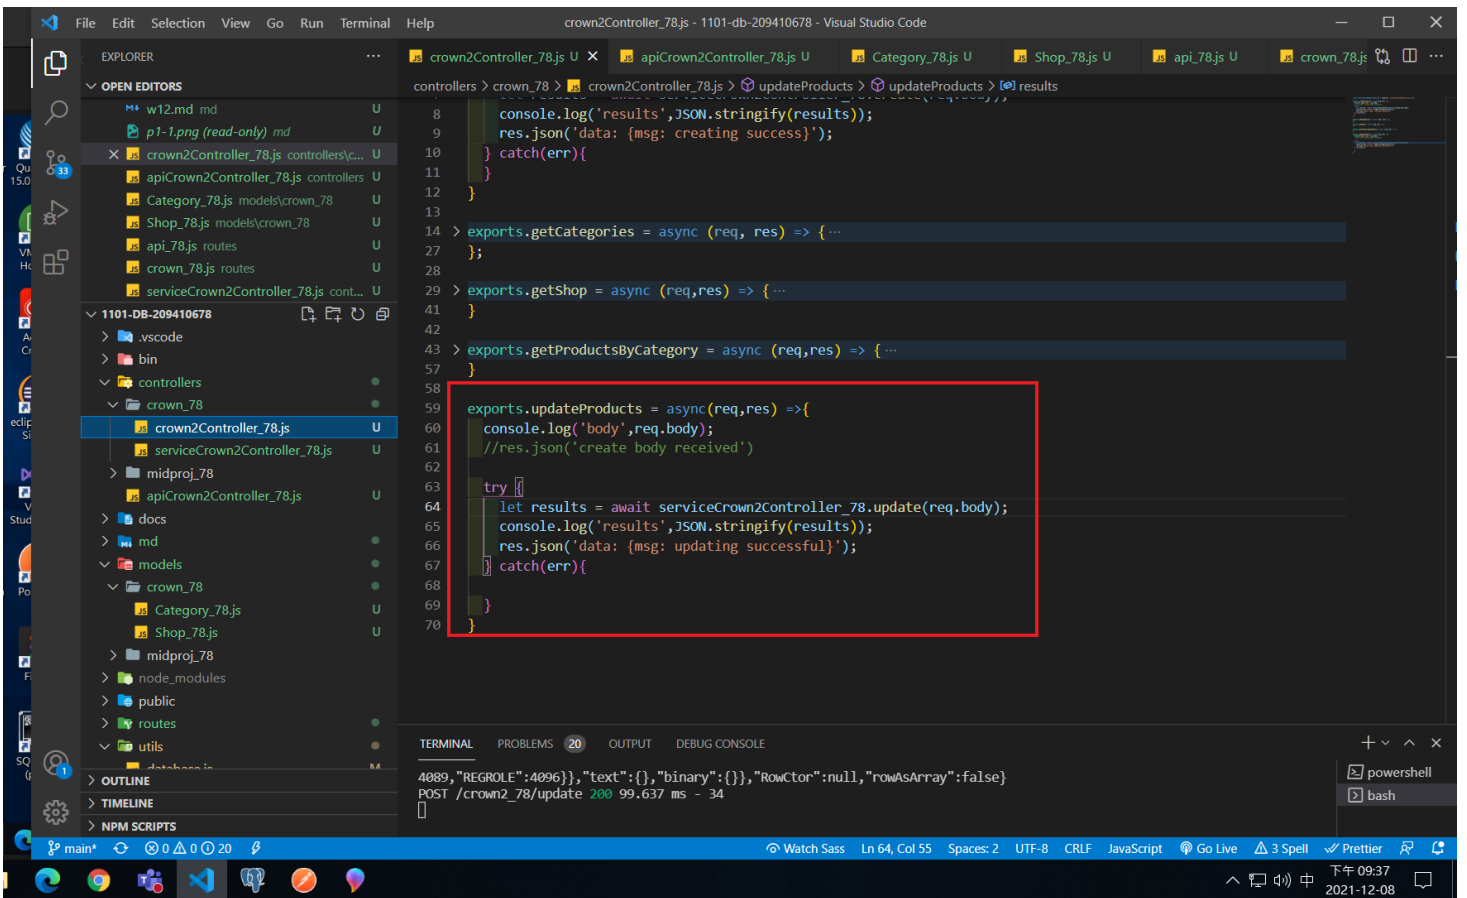 File Edit Selection View Go Run Terminal Help
crown2Controller_78.js - 1101-db-209410678 - Visual Studio Code
EXPLORER
crown2Controller_78.js U
apiCrown2Controller_78.js U
Category_78.js U
Shop_78.js U
api_78.js U
crown_78.js
OPEN EDITORS
controllers > crown_78 > crown2Controller_78.js > updateProducts > updateProducts > results
w12.md md U
p1-1.png (read-only) md U
crown2Controller_78.js controllers\c... U
apiCrown2Controller_78.js controllers U
Category_78.js models\crown_78 U
Shop_78.js models\crown_78 U
api_78.js routes U
crown_78.js routes U
serviceCrown2Controller_78.js cont... U
1101-DB-209410678
.vscode
bin
controllers
crown_78
crown2Controller_78.js U
serviceCrown2Controller_78.js U
midproj_78
apiCrown2Controller_78.js U
docs
md
models
crown_78
Category_78.js U
Shop_78.js U
midproj_78
node_modules
public
routes
utils
database.js M
OUTLINE
TIMELINE
NPM SCRIPTS
8 console.log('results',JSON.stringify(results));
9 res.json('data: {msg: creating success}');
10 } catch(err){
11 }
12 }
13
14 > exports.getCategories = async (req, res) => { ···
27 };
28
29 > exports.getShop = async (req,res) => { ···
41 }
42
43 > exports.getProductsByCategory = async (req,res) => { ···
57 }
58
59 exports.updateProducts = async(req,res) =>{
60 console.log('body',req.body);
61 //res.json('create body received')
62
63 try {
64 let results = await serviceCrown2Controller_78.update(req.body);
65 console.log('results',JSON.stringify(results));
66 res.json('data: {msg: updating successful}');
67 } catch(err){
68
69 }
70 }
TERMINAL PROBLEMS 20 OUTPUT DEBUG CONSOLE
4089,"REGROLE":4096}},"text":{},"binary":{}},"RowCtor":null,"rowAsArray":false}
POST /crown2_78/update 200 99.637 ms - 34
powershell
bash
33
1
main* 0 0 20
Watch Sass Ln 64, Col 55 Spaces: 2 UTF-8 CRLF JavaScript Go Live 3 Spell Prettier
中
下午 09:37
2021-12-08